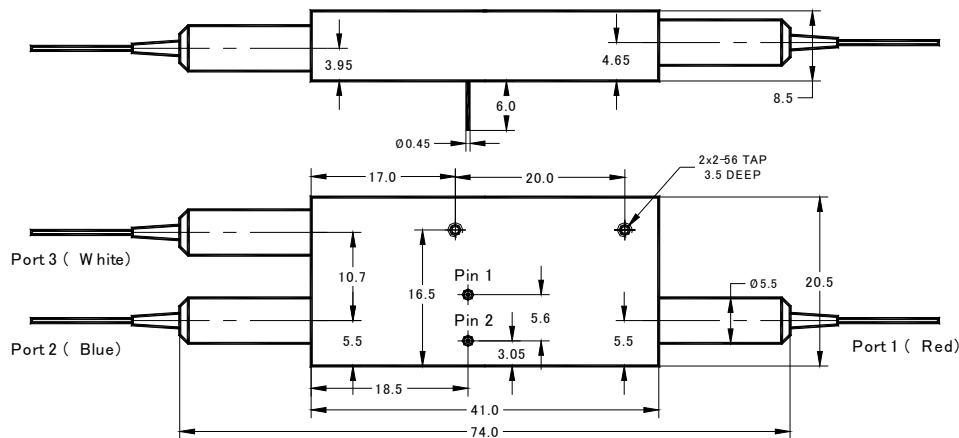 3.95
4.65
6.0
8.5
Ø0.45
2x2-56 TAP
3.5 DEEP
17.0
20.0
Port 3 ( White)
10.7
16.5
Pin 1
Ø5.5
20.5
Pin 2
5.6
Port 2 ( Blue)
5.5
3.05
5.5
Port 1 ( Red)
18.5
41.0
74.0